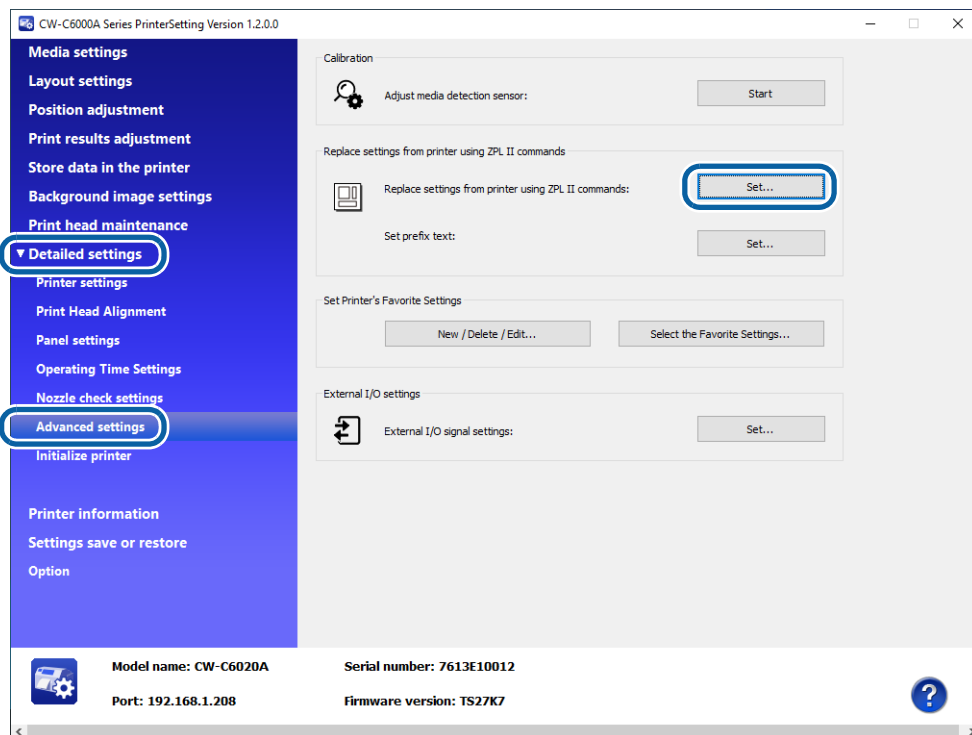 CW-C6000A Series PrinterSetting Version 1.2.0.0
Media settings
Layout settings
Position adjustment
Print results adjustment
Store data in the printer
Background image settings
Print head maintenance
▼ Detailed settings
Printer settings
Print Head Alignment
Panel settings
Operating Time Settings
Nozzle check settings
Advanced settings
Initialize printer
Printer information
Settings save or restore
Option
Calibration
Adjust media detection sensor:
Start
Replace settings from printer using ZPL II commands
Replace settings from printer using ZPL II commands:
Set...
Set prefix text:
Set...
Set Printer's Favorite Settings
New / Delete / Edit...
Select the Favorite Settings...
External I/O settings
External I/O signal settings:
Set...
Model name: CW-C6020A
Serial number: 7613E10012
Port: 192.168.1.208
Firmware version: TS27K7
?